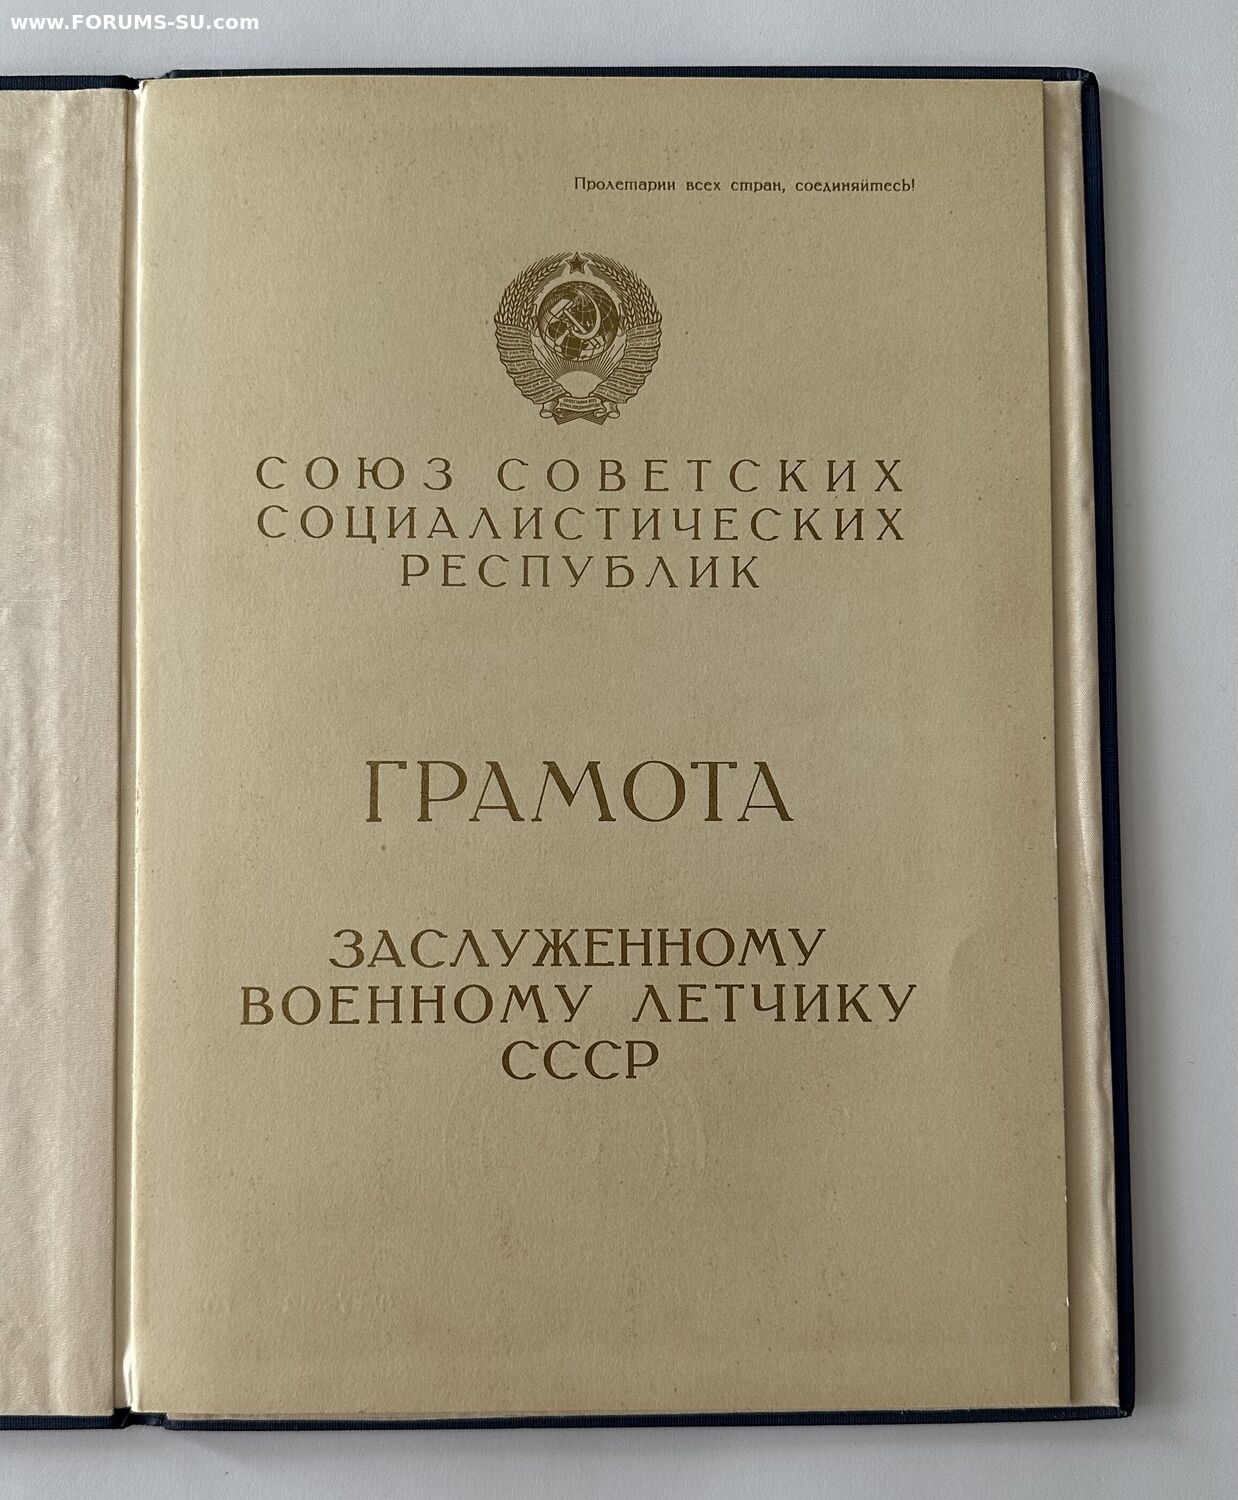 www.FORUMS-SU.com
Пролетарии всех стран, соединяйтесь!
СОЮЗ СОВЕТСКИХ
СОЦИАЛИСТИЧЕСКИХ
РЕСПУБЛИК
ГРАМОТА
ЗАСЛУЖЕННОМУ
ВОЕННОМУ ЛЕТЧИКУ
СССР